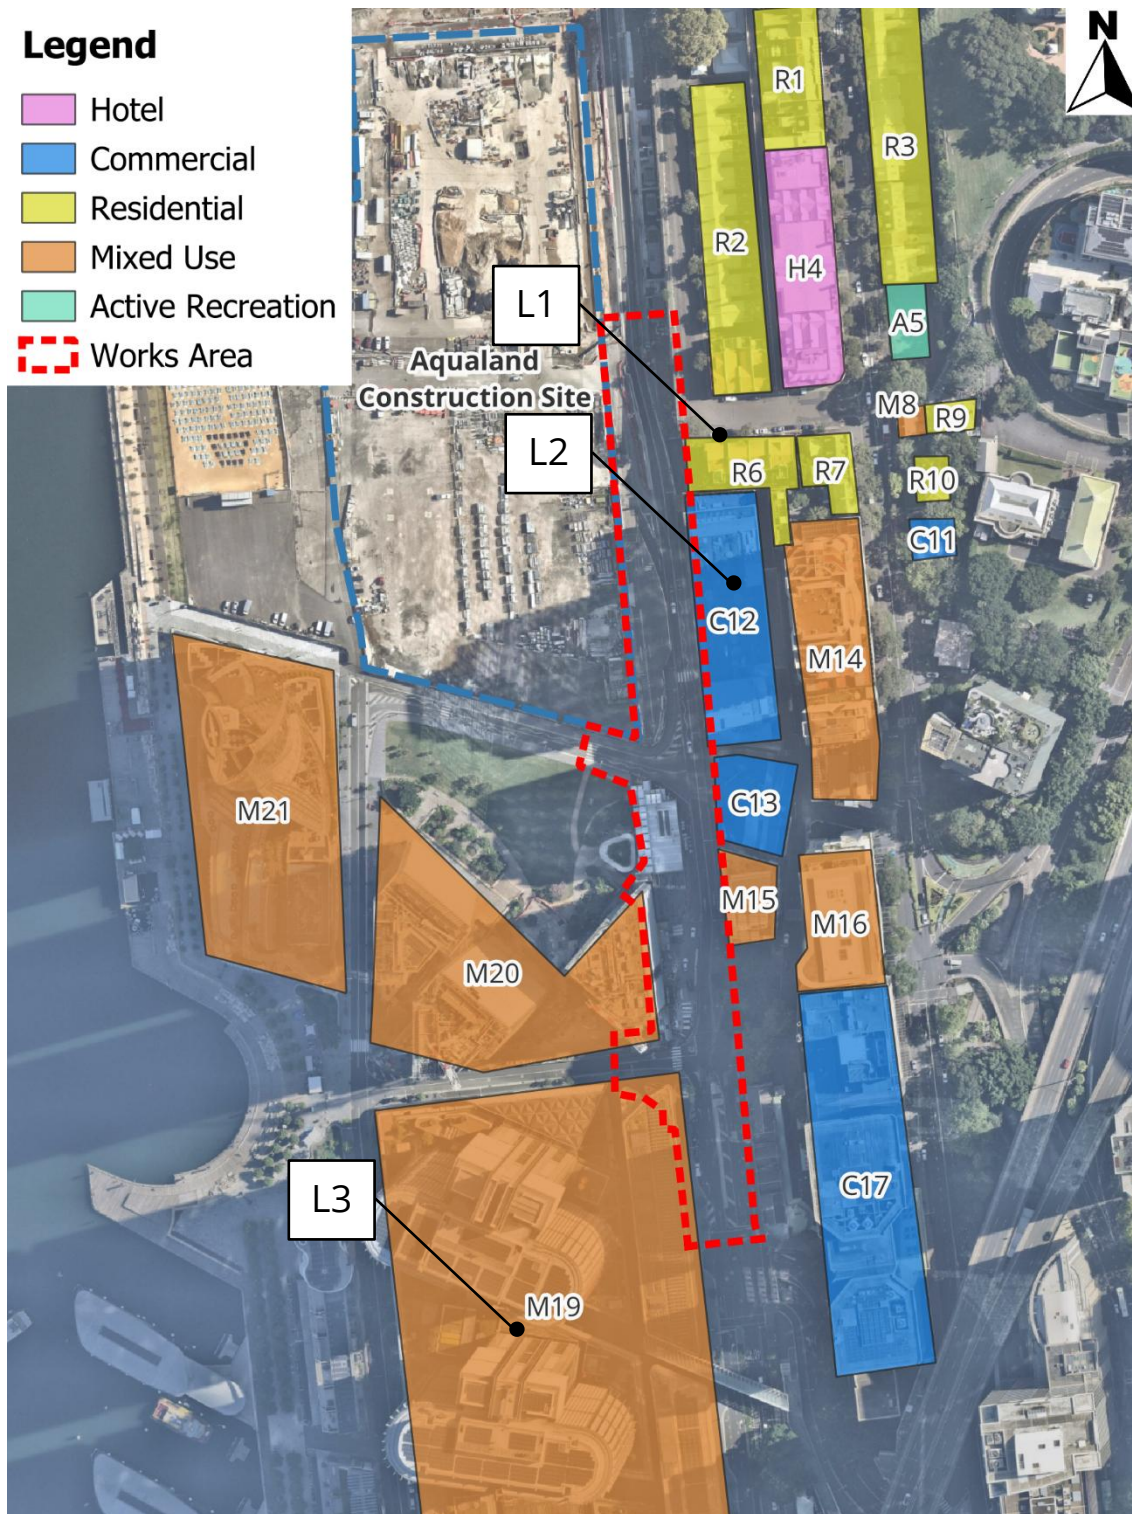 Legend
Hotel
Commercial
Residential
Mixed Use
Active Recreation
Works Area
N
R1
R3
R2
H4
L1
A5
Aqualand
Construction Site
M8
R9
L2
R6
R7
R10
C11
C12
M14
C13
M21
M15
M16
M20
C17
L3
M19